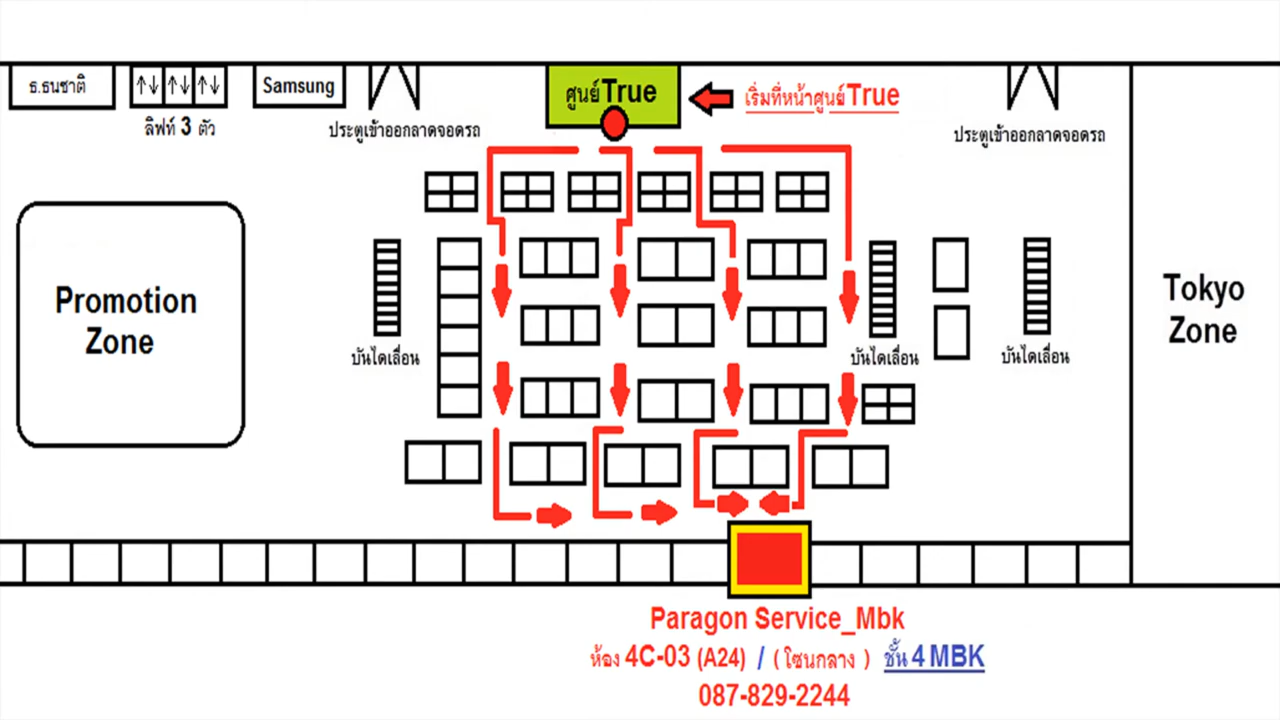 ธ.ธนชาติ
ลิฟท์ 3 ตัว
Samsung
ประตูเข้าออกลาดจอดรถ
ศูนย์ True
เริ่มที่หน้าศูนย์ True
ประตูเข้าออกลาดจอดรถ
Promotion
Zone
บันไดเลื่อน
บันไดเลื่อน
บันไดเลื่อน
Tokyo
Zone
Paragon Service_Mbk
ห้อง 4C-03 (A24) / ( โซนกลาง ) ชั้น 4 MBK
087-829-2244